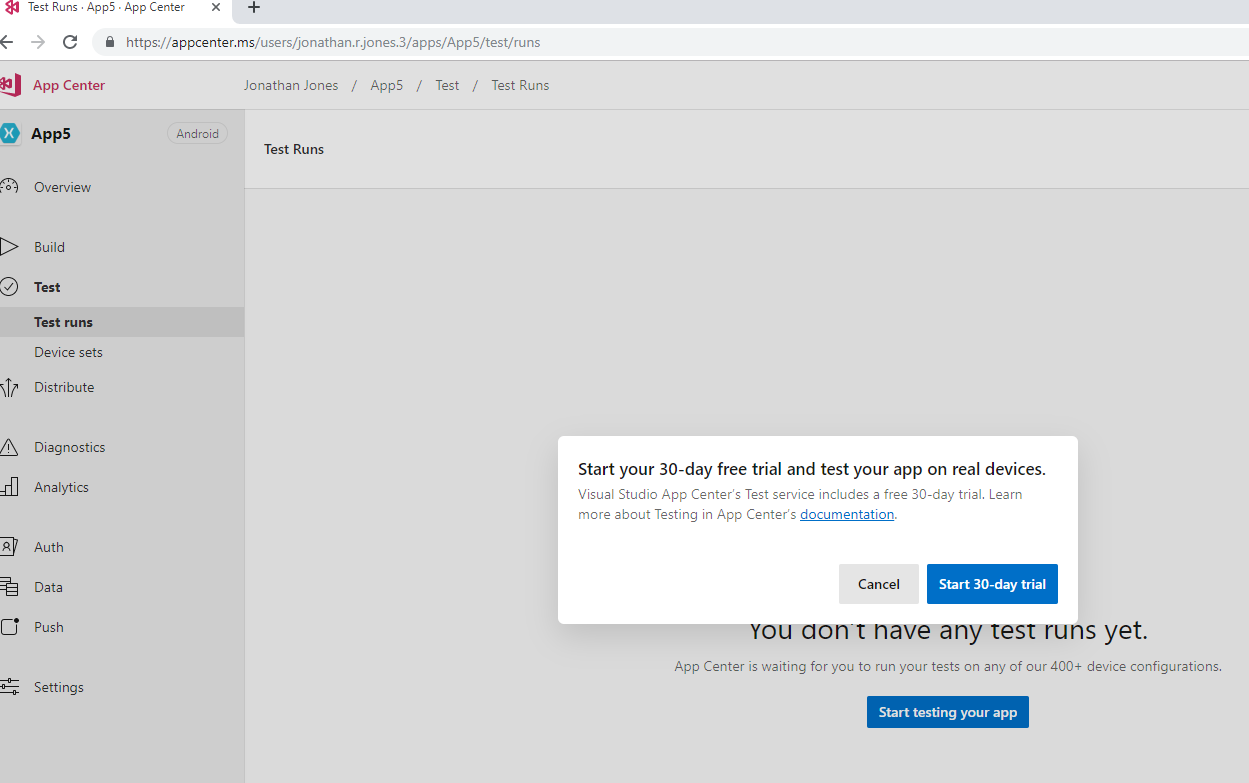 Test Runs · App5 · App Center
https://appcenter.ms/users/jonathan.r.jones.3/apps/App5/test/runs
App Center
Jonathan Jones / App5 / Test / Test Runs
App5 Android
Test Runs
Overview
Build
Test
Test runs
Device sets
Distribute
Diagnostics
Analytics
Auth
Data
Push
Settings
Start your 30-day free trial and test your app on real devices.
Visual Studio App Center's Test service includes a free 30-day trial. Learn
more about Testing in App Center's documentation.
Cancel
Start 30-day trial
You don't have any test runs yet.
App Center is waiting for you to run your tests on any of our 400+ device configurations.
Start testing your app